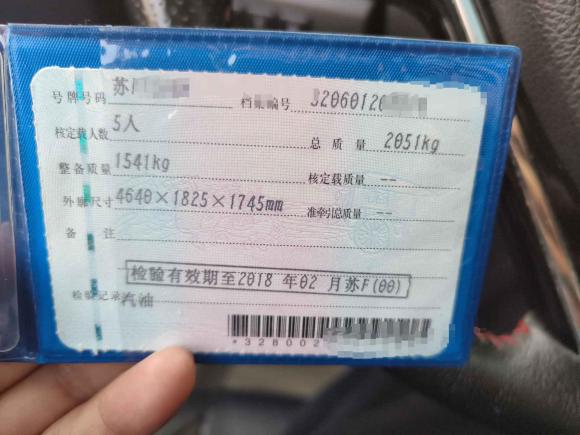 号牌号码 苏 档案编号 32060120
核定载人数 5人 总质量 2051kg
整备质量 1541kg 核定载质量 --
外廓尺寸 4640×1825×1745mm 准牵引总质量 --
备注
检验有效期至2018年02月苏F(00)
检验记录 汽油
*328002